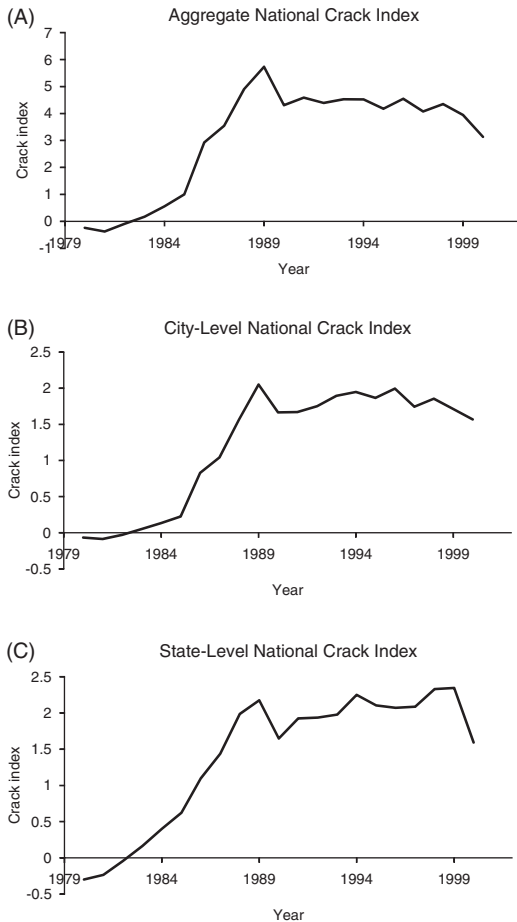 (A)
Aggregate National Crack Index
7
6
5
4
3
2
1
0
-1
Crack index
1979 1984 1989 1994 1999
Year
(B)
City-Level National Crack Index
2.5
2
1.5
1
0.5
0
-0.5
Crack index
1979 1984 1989 1994 1999
Year
(C)
State-Level National Crack Index
2.5
2
1.5
1
0.5
0
-0.5
Crack index
1979 1984 1989 1994 1999
Year